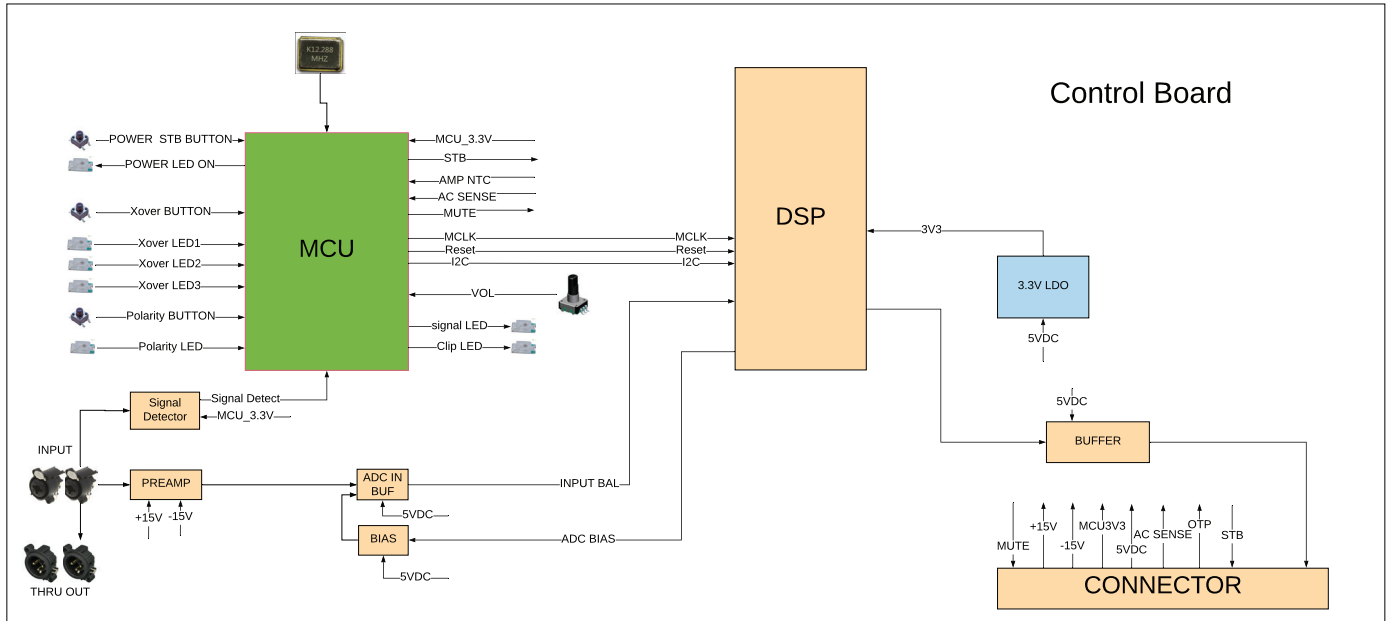 K12.288
MHZ
Control Board
POWER STB BUTTON
POWER LED ON
Xover BUTTON
Xover LED1
Xover LED2
Xover LED3
Polarity BUTTON
Polarity LED
MCU
MCU_3.3V
STB
AMP NTC
AC SENSE
MUTE
MCLK
MCLK
Reset
Reset
I2C
I2C
VOL
signal LED
Clip LED
DSP
3V3
3.3V LDO
5VDC
Signal
Detector
Signal Detect
MCU_3.3V
INPUT
PREAMP
+15V
-15V
THRU OUT
ADC IN
BUF
5VDC
INPUT BAL
BIAS
5VDC
ADC BIAS
5VDC
BUFFER
MUTE
+15V
-15V
MCU3V3
5VDC
AC SENSE
OTP
STB
CONNECTOR